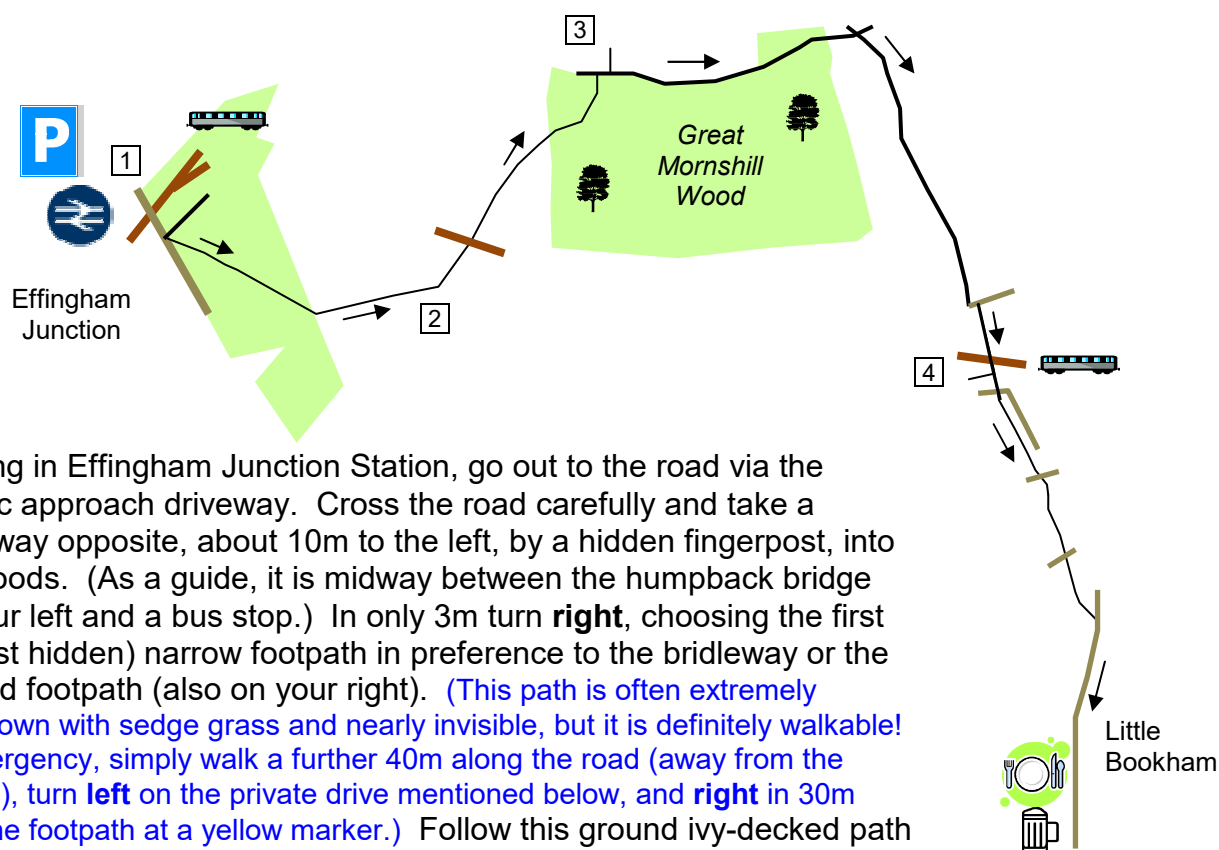 3
P
1
Great
Mornshill
Wood
Effingham
Junction
2
4
ng in Effingham Junction Station, go out to the road via the
c approach driveway.  Cross the road carefully and take a
way opposite, about 10m to the left, by a hidden fingerpost, into
oods.  (As a guide, it is midway between the humpback bridge
ur left and a bus stop.)  In only 3m turn right, choosing the first
st hidden) narrow footpath in preference to the bridleway or the
d footpath (also on your right).  (This path is often extremely
own with sedge grass and nearly invisible, but it is definitely walkable!
ergency, simply walk a further 40m along the road (away from the
), turn left on the private drive mentioned below, and right in 30m
ne footpath at a yellow marker.)  Follow this ground ivy-decked path
Little
Bookham